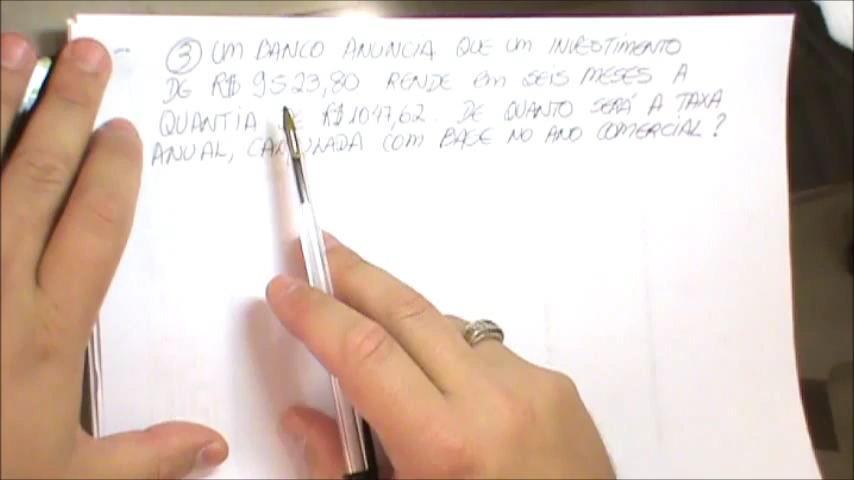 ③ UM BANCO ANUNCIA QUE UM INVESTIMENTO
DE R$ 9523,80 RENDE EM SEIS MESES A
QUANTIA R$ 1047,62. DE QUANTO SERÁ A TAXA
ANUAL, COM BASE NO ANO COMERCIAL?